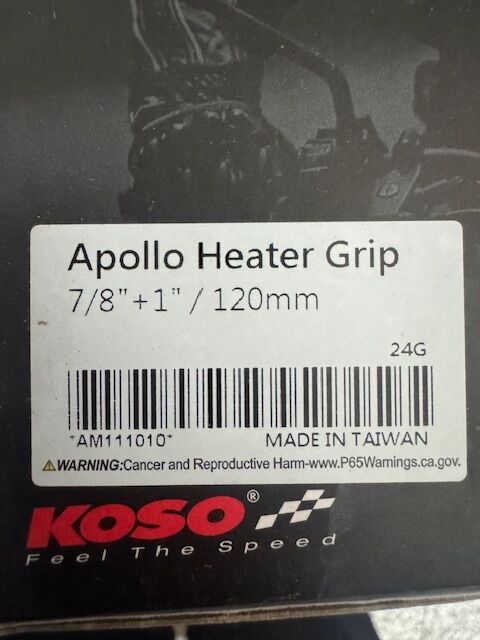 Apollo Heater Grip
7/8"+1" / 120mm
24G
*AM111010*
MADE IN TAIWAN
⚠WARNING:Cancer and Reproductive Harm-www.P65Warnings.ca.gov.
KOSO®
Feel The Speed